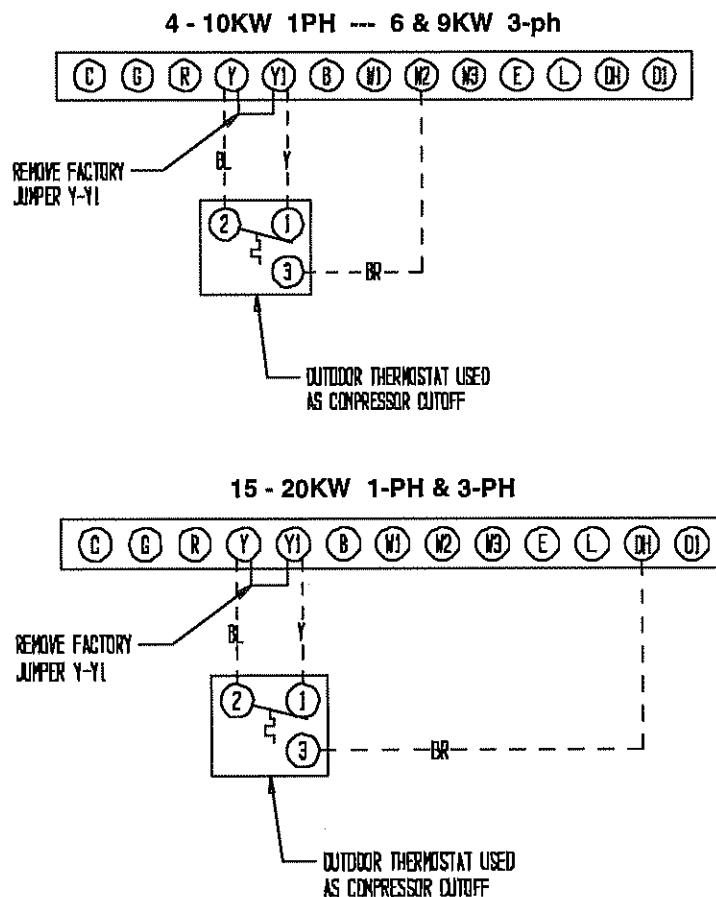 4 - 10KW 1PH --- 6 & 9KW 3-ph
C G R Y Y1 B W1 W2 W3 E L DH D1
REMOVE FACTORY
JUMPER Y-Y1
BL Y
2 1
3
BR
OUTDOOR THERMOSTAT USED
AS COMPRESSOR CUTOFF
15 - 20KW 1-PH & 3-PH
C G R Y Y1 B W1 W2 W3 E L DH D1
REMOVE FACTORY
JUMPER Y-Y1
BL Y
2 1
3
BR
OUTDOOR THERMOSTAT USED
AS COMPRESSOR CUTOFF